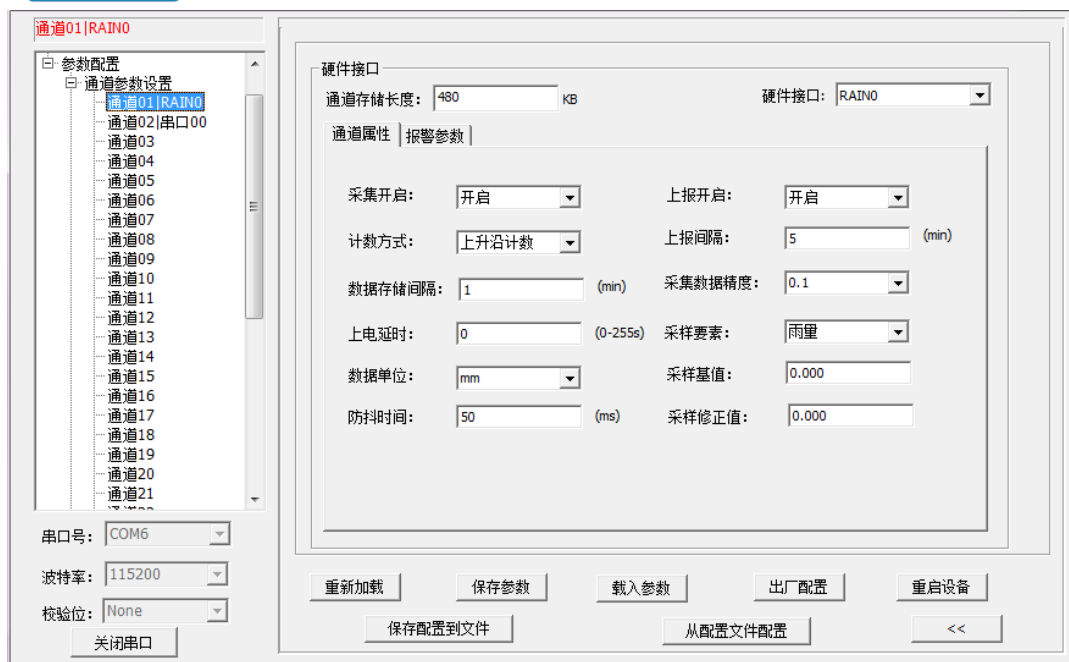 通道01|RAIN0
参数配置
通道参数设置
通道01|RAIN0
通道02|串口00
通道03
通道04
通道05
通道06
通道07
通道08
通道09
通道10
通道11
通道12
通道13
通道14
通道15
通道16
通道17
通道18
通道19
通道20
通道21
串口号: COM6
波特率: 115200
校验位: None
关闭串口
硬件接口
通道存储长度: 480 KB 硬件接口: RAIN0
通道属性 报警参数
采集开启: 开启 上报开启: 开启
计数方式: 上升沿计数 上报间隔: 5 (min)
数据存储间隔: 1 (min) 采集数据精度: 0.1
上电延时: 0 (0-255s) 采样要素: 雨量
数据单位: mm 采样基值: 0.000
防抖时间: 50 (ms) 采样修正值: 0.000
重新加载 保存参数 载入参数 出厂配置 重启设备
保存配置到文件 从配置文件配置 <<